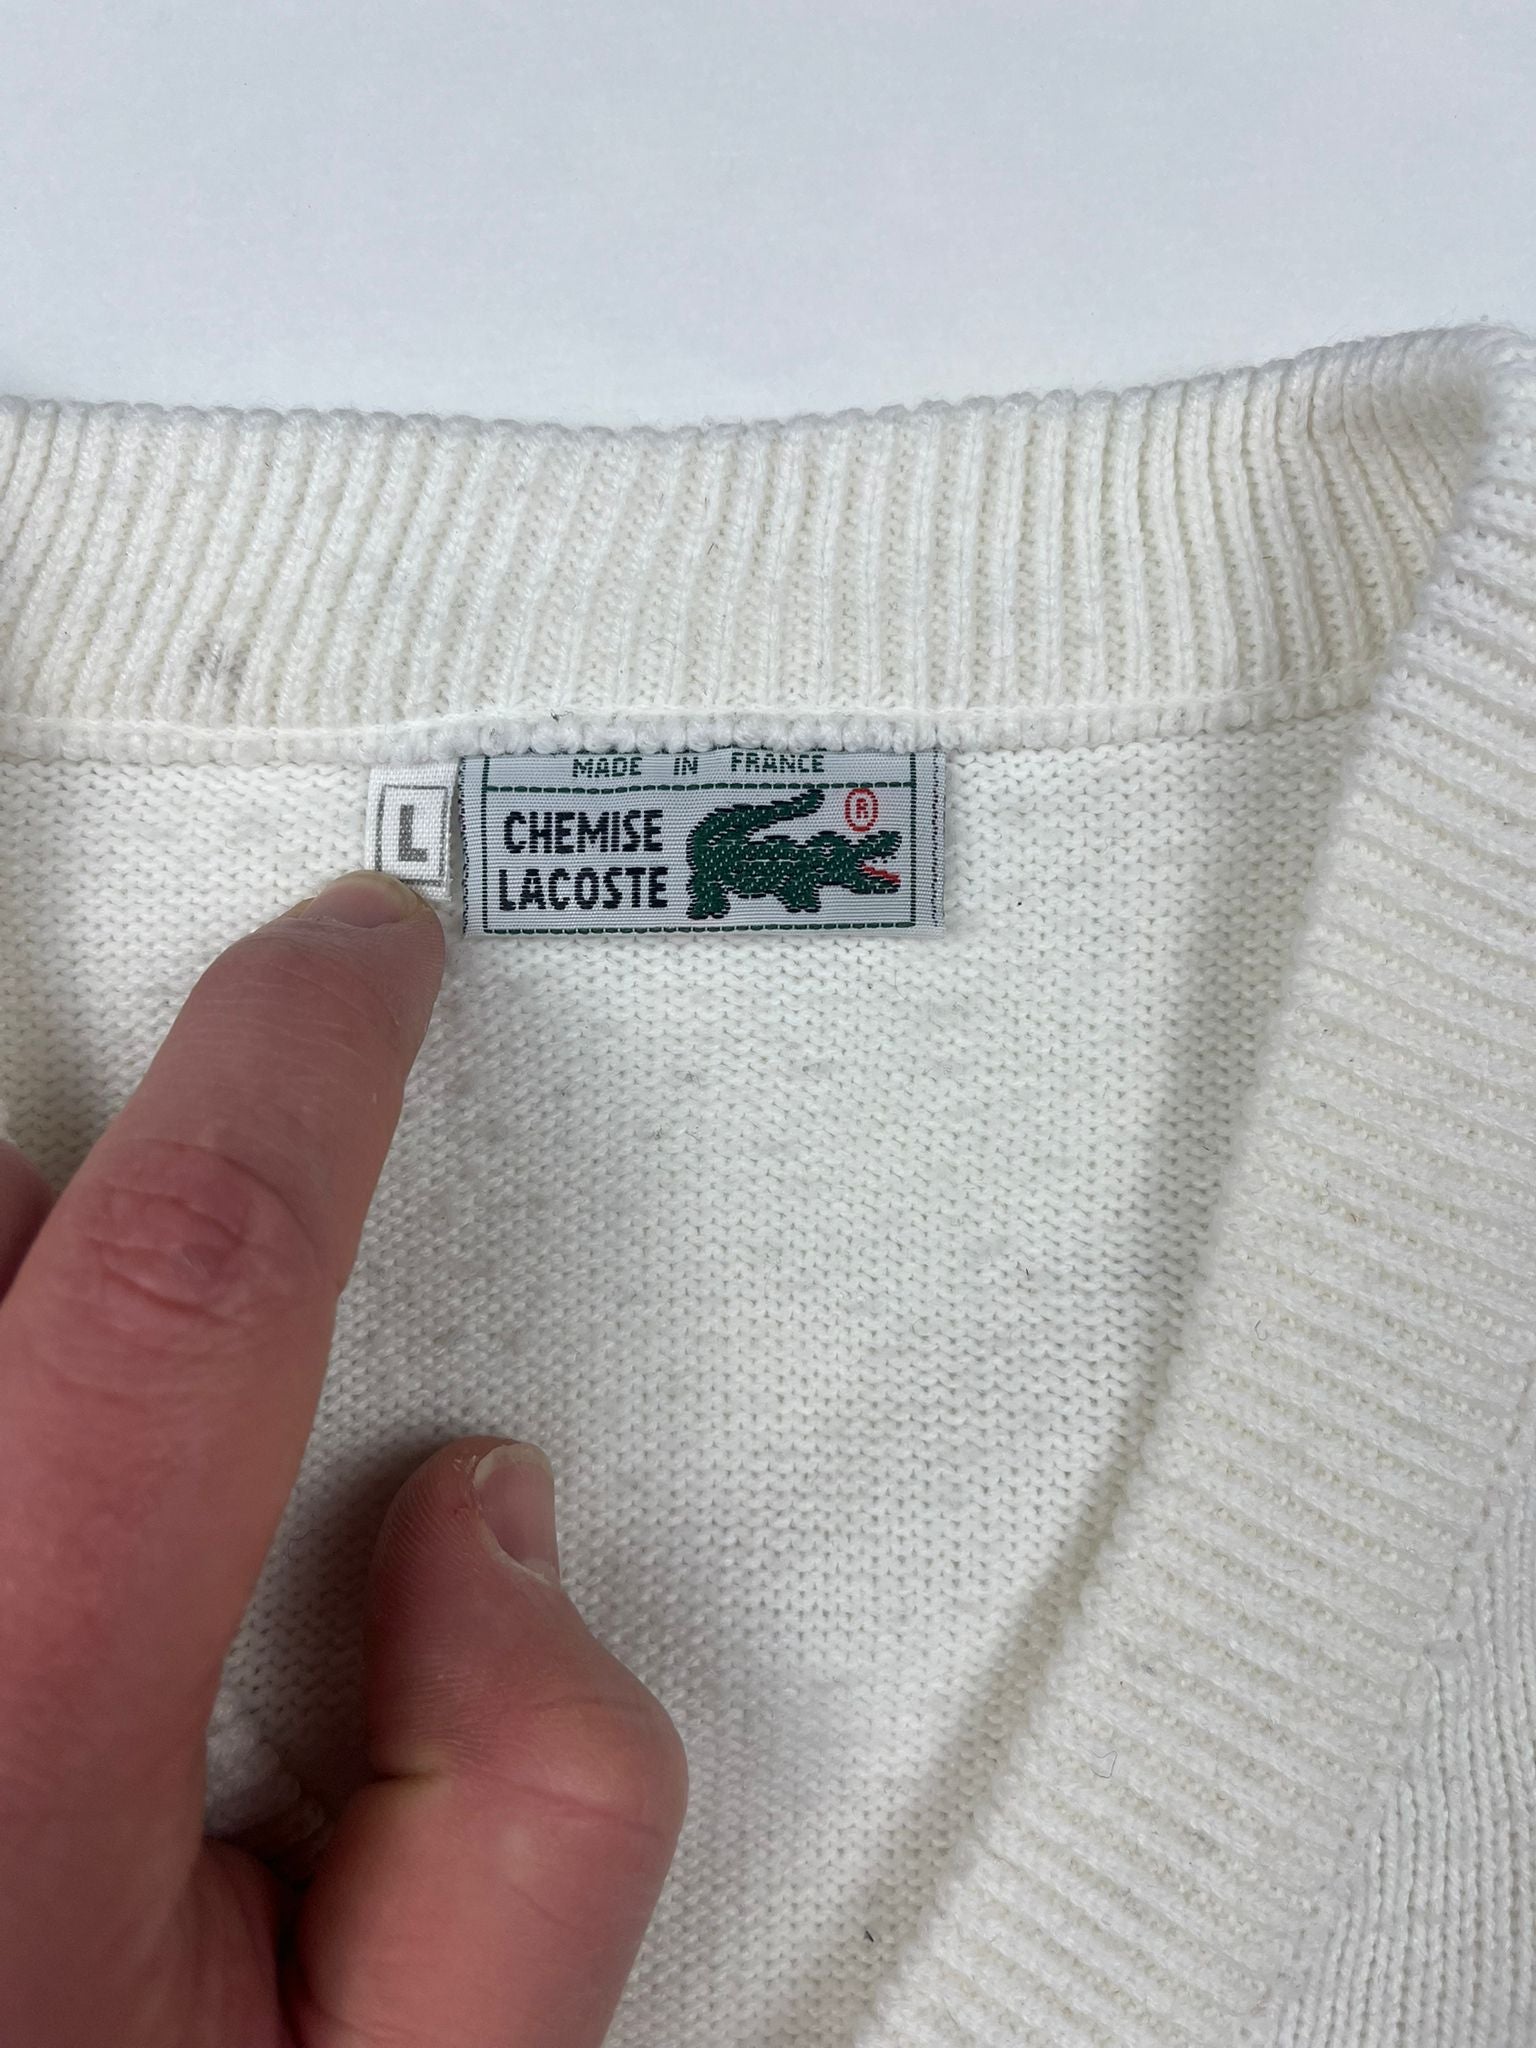 L
MADE IN FRANCE
CHEMISE
LACOSTE
®